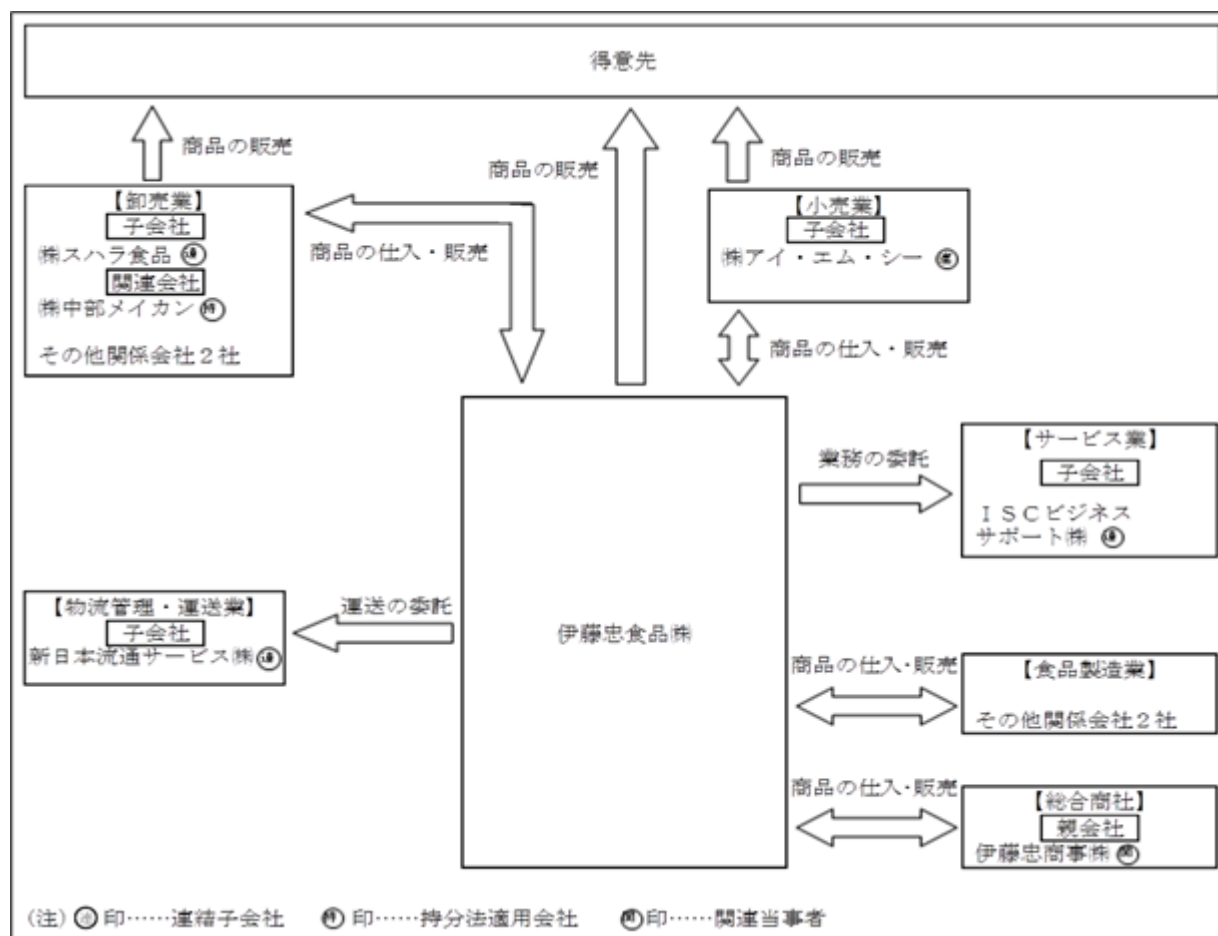 得意先
商品の販売
商品の販売
商品の販売
【卸売業】
子会社
㈱スハラ食品 ㊥
関連会社
㈱中部メイカン
その他関係会社２社
商品の仕入・販売
【小売業】
子会社
㈱アイ・エム・シー
商品の仕入・販売
業務の委託
【サービス業】
子会社
ＩＳＣビジネス
サポート㈱
【物流管理・運送業】
子会社
新日本流通サービス㈱
運送の委託
伊藤忠食品㈱
商品の仕入・販売
【食品製造業】
その他関係会社２社
商品の仕入・販売
【総合商社】
親会社
伊藤忠商事㈱
(注) 印……連結子会社 印……持分法適用会社 印……関連当事者